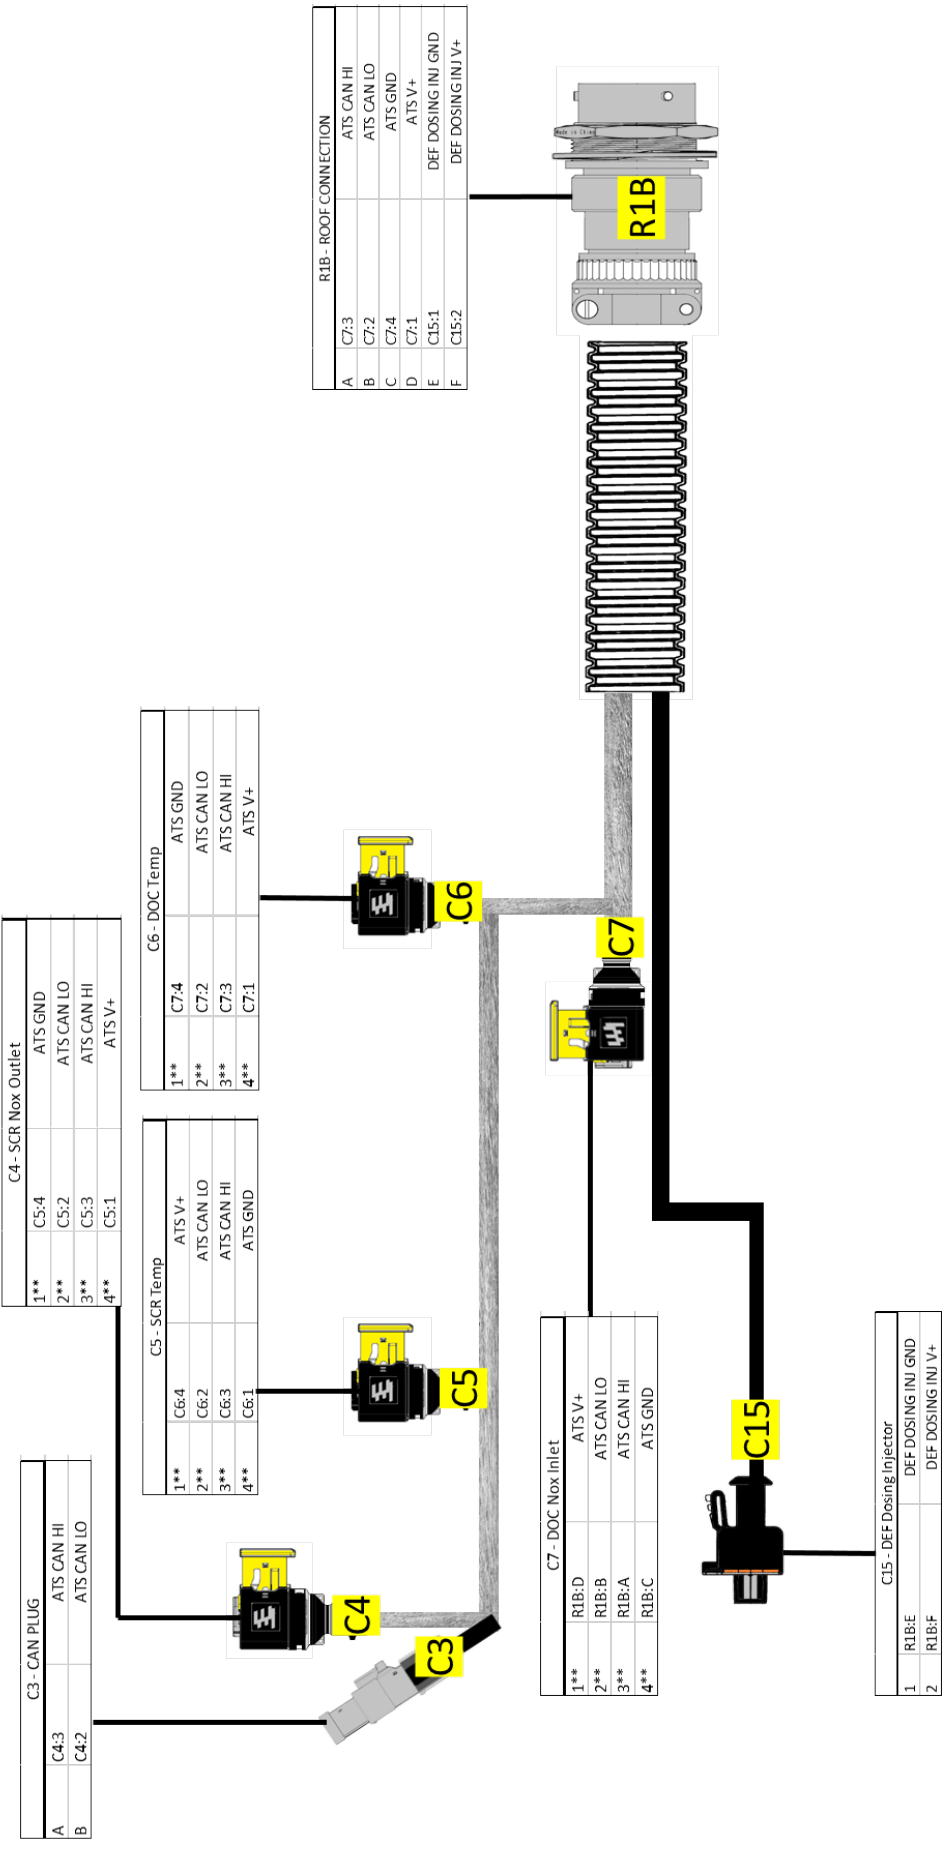 C3 - CAN PLUG
A C4:3 ATS CAN HI
B C4:2 ATS CAN LO
C4 - SCR Nox Outlet
1** C5:4 ATS GND
2** C5:2 ATS CAN LO
3** C5:3 ATS CAN HI
4** C5:1 ATS V+
C5 - SCR Temp
1** C6:4 ATS V+
2** C6:2 ATS CAN LO
3** C6:3 ATS CAN HI
4** C6:1 ATS GND
C6 - DOC Temp
1** C7:4 ATS GND
2** C7:2 ATS CAN LO
3** C7:3 ATS CAN HI
4** C7:1 ATS V+
R1B - ROOF CONNECTION
A C7:3 ATS CAN HI
B C7:2 ATS CAN LO
C C7:4 ATS GND
D C7:1 ATS V+
E C15:1 DEF DOSING INJ GND
F C15:2 DEF DOSING INJ V+
C3
C4
C5
C6
C7
R1B
Made in China
C15
C7 - DOC Nox Inlet
1** R1B:D ATS V+
2** R1B:B ATS CAN LO
3** R1B:A ATS CAN HI
4** R1B:C ATS GND
C15 - DEF Dosing Injector
1 R1B:E DEF DOSING INJ GND
2 R1B:F DEF DOSING INJ V+